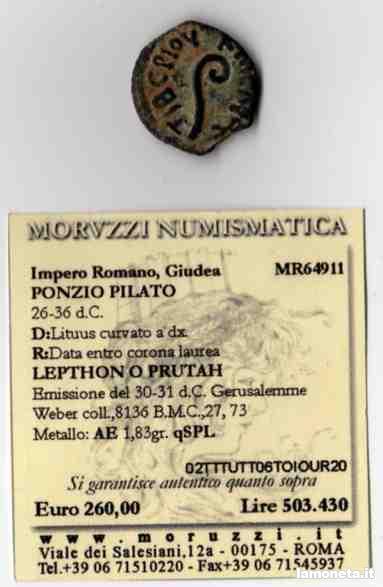 TIBEPIOY
MORVZZI NUMISMATICA
Impero Romano, Giudea MR64911
PONZIO PILATO
26-36 d.C.
D:Lituus curvato a dx.
R:Data entro corona laurea
LEPTHON O PRUTAH
Emissione del 30-31 d.C. Gerusalemme
Weber coll.,8136 B.M.C.,27, 73
Metallo: AE 1,83gr. qSPL
02TTTUTT06TOIOUR20
Si garantisce autentico quanto sopra
Euro 260,00 Lire 503.430
www.moruzzi.it
Viale dei Salesiani,12a - 00175 - ROMA
Tel.+39 06 71510220 - Fax+39 06 71545937
lamoneta.it